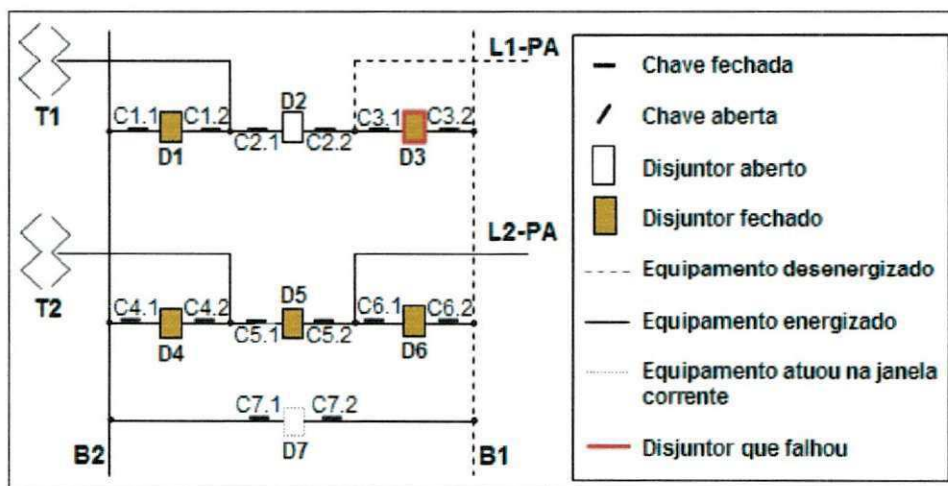 L1-PA
T1
D2
C1.1 C1.2
C3.1 C3.2
C2.1 C2.2
D1
D3
L2-PA
T2
D5
C4.1 C4.2
C6.1 C6.2
C5.1 C5.2
D4
D6
C7.1 C7.2
D7
B2
B1
Chave fechada
Chave aberta
Disjuntor aberto
Disjuntor fechado
Equipamento desenergizado
Equipamento energizado
Equipamento atuou na janela
corrente
Disjuntor que falhou